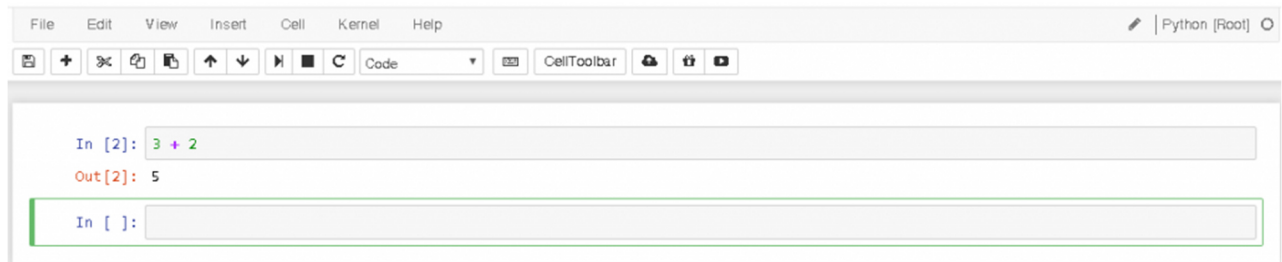 File Edit View Insert Cell Kernel Help Python [Root]
Code CellToolbar
In [2]: 3 + 2
Out[2]: 5
In [ ]: